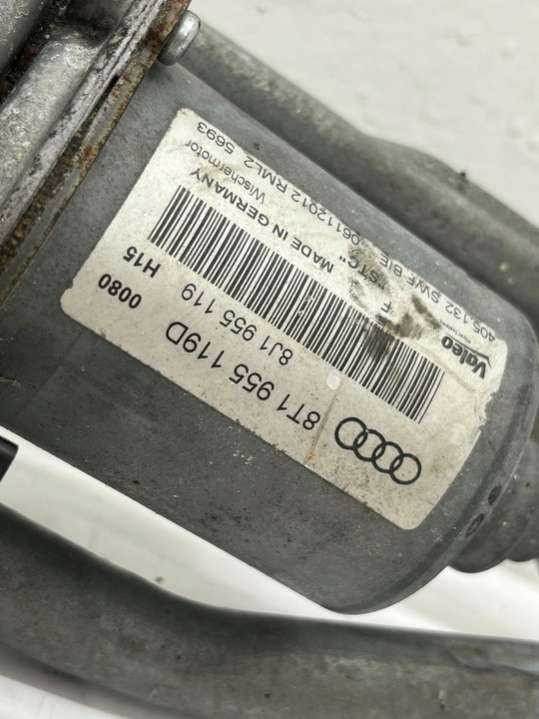 8T1 955 119D
8J1 955 119
0080 H15
F "STC" MADE IN GERMANY
Valeo 405.132 SWF BIE 06112012 RML2 5693
Wischermotor